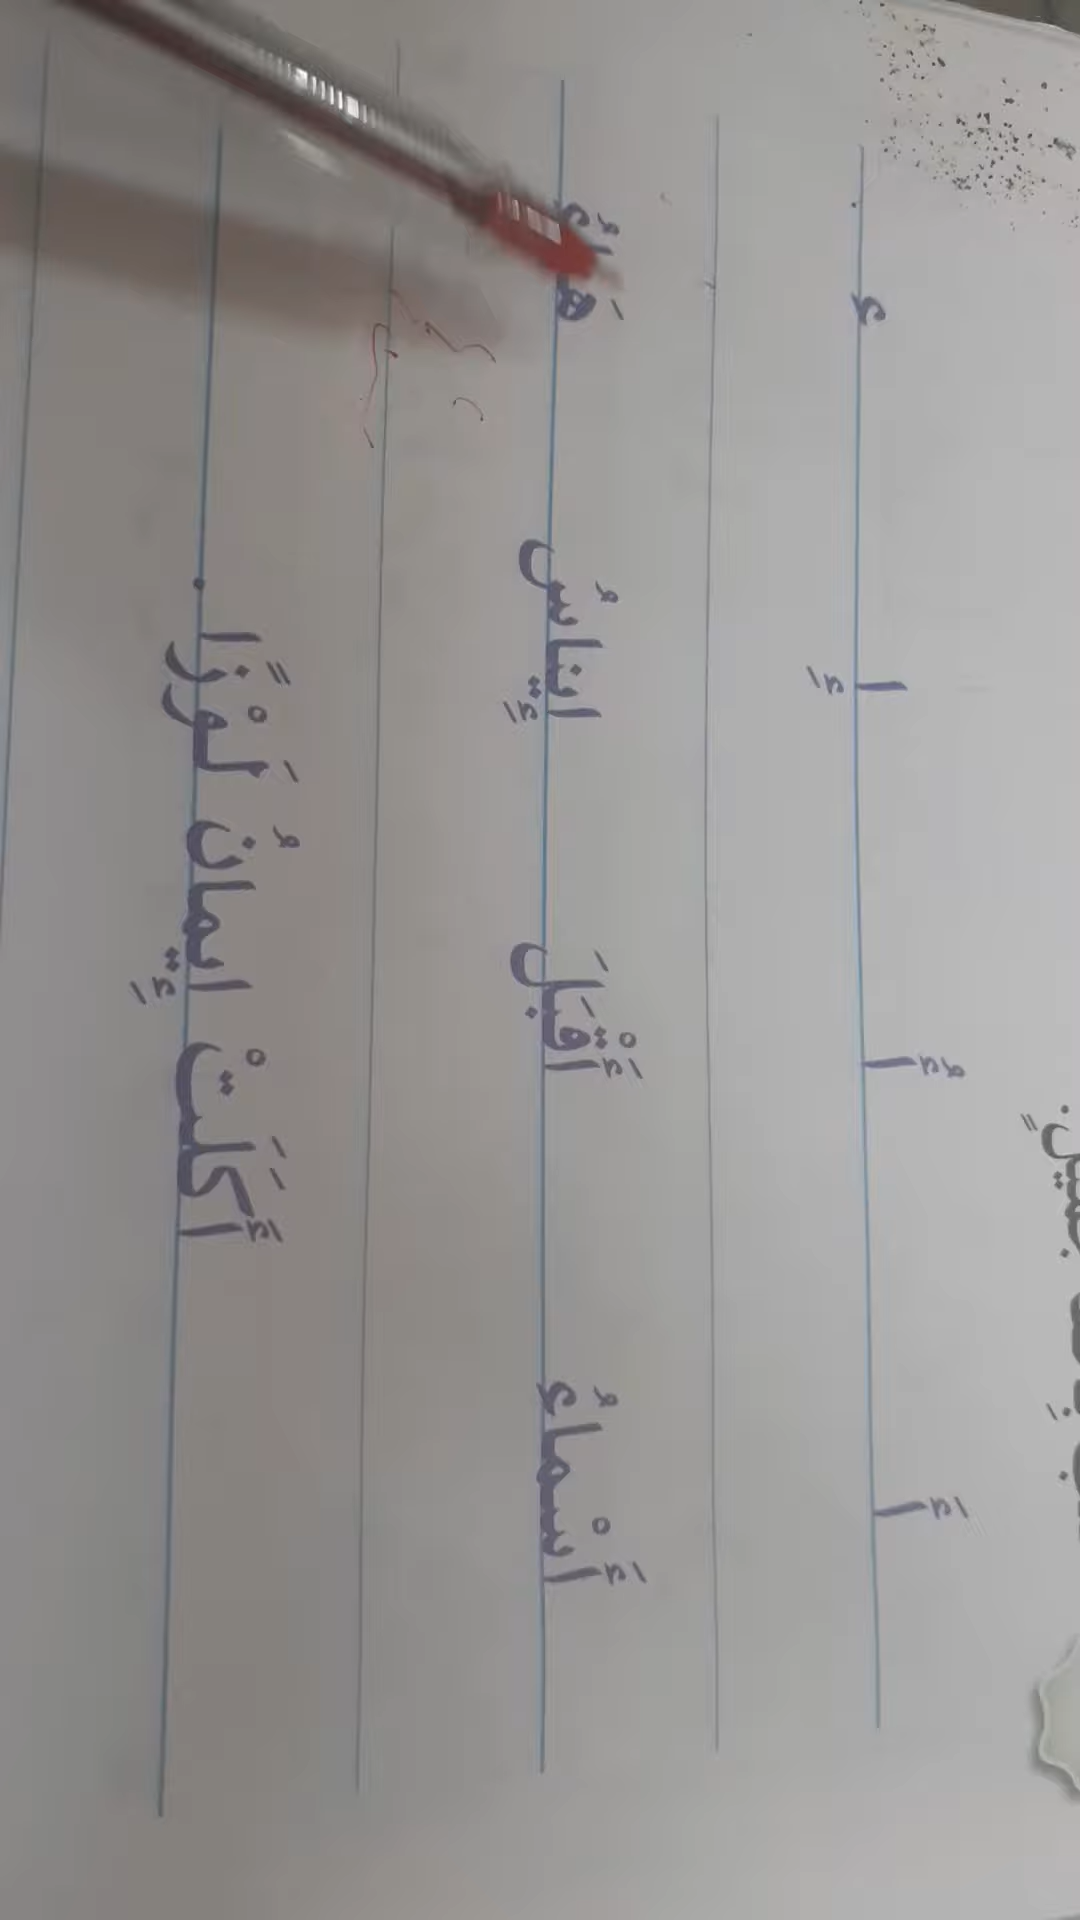 أَ أُ إِ ء
أَسْماءُ أَقْبَلَ إِيناسُ
أَكَلَتْ إِيمانُ لَوْزًا .